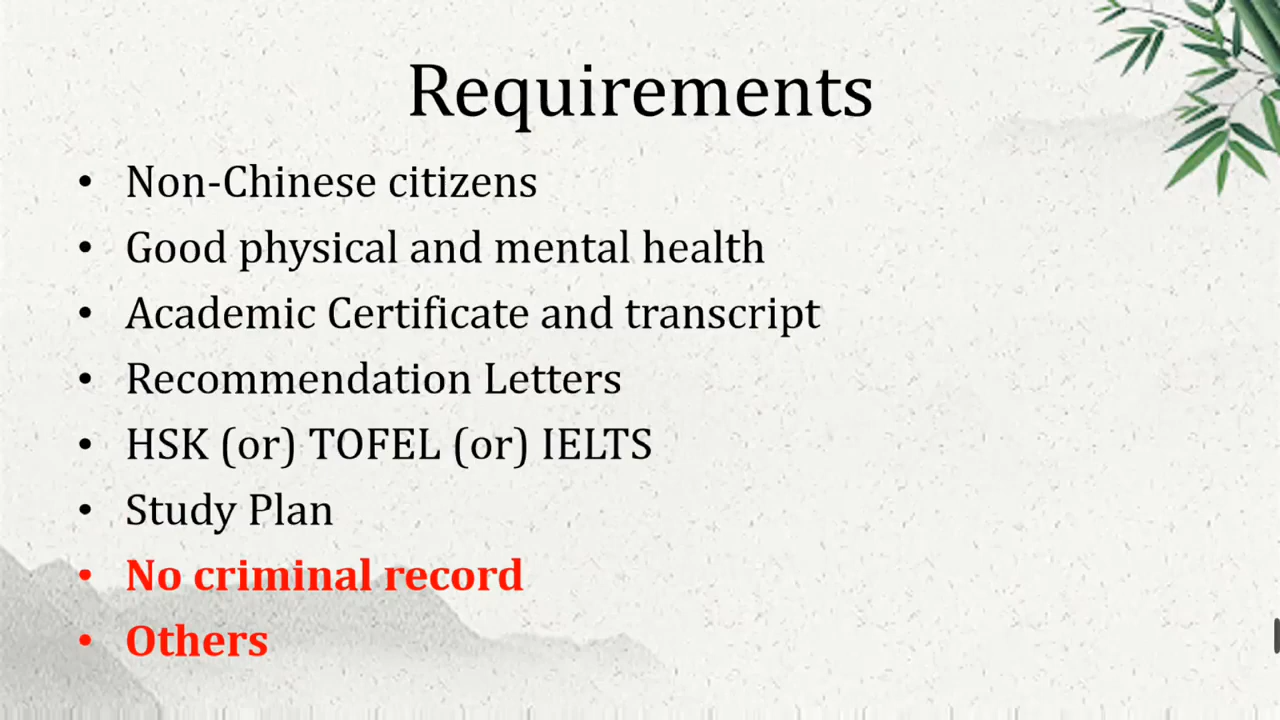 Requirements
• Non-Chinese citizens
• Good physical and mental health
• Academic Certificate and transcript
• Recommendation Letters
• HSK (or) TOFEL (or) IELTS
• Study Plan
• No criminal record
• Others